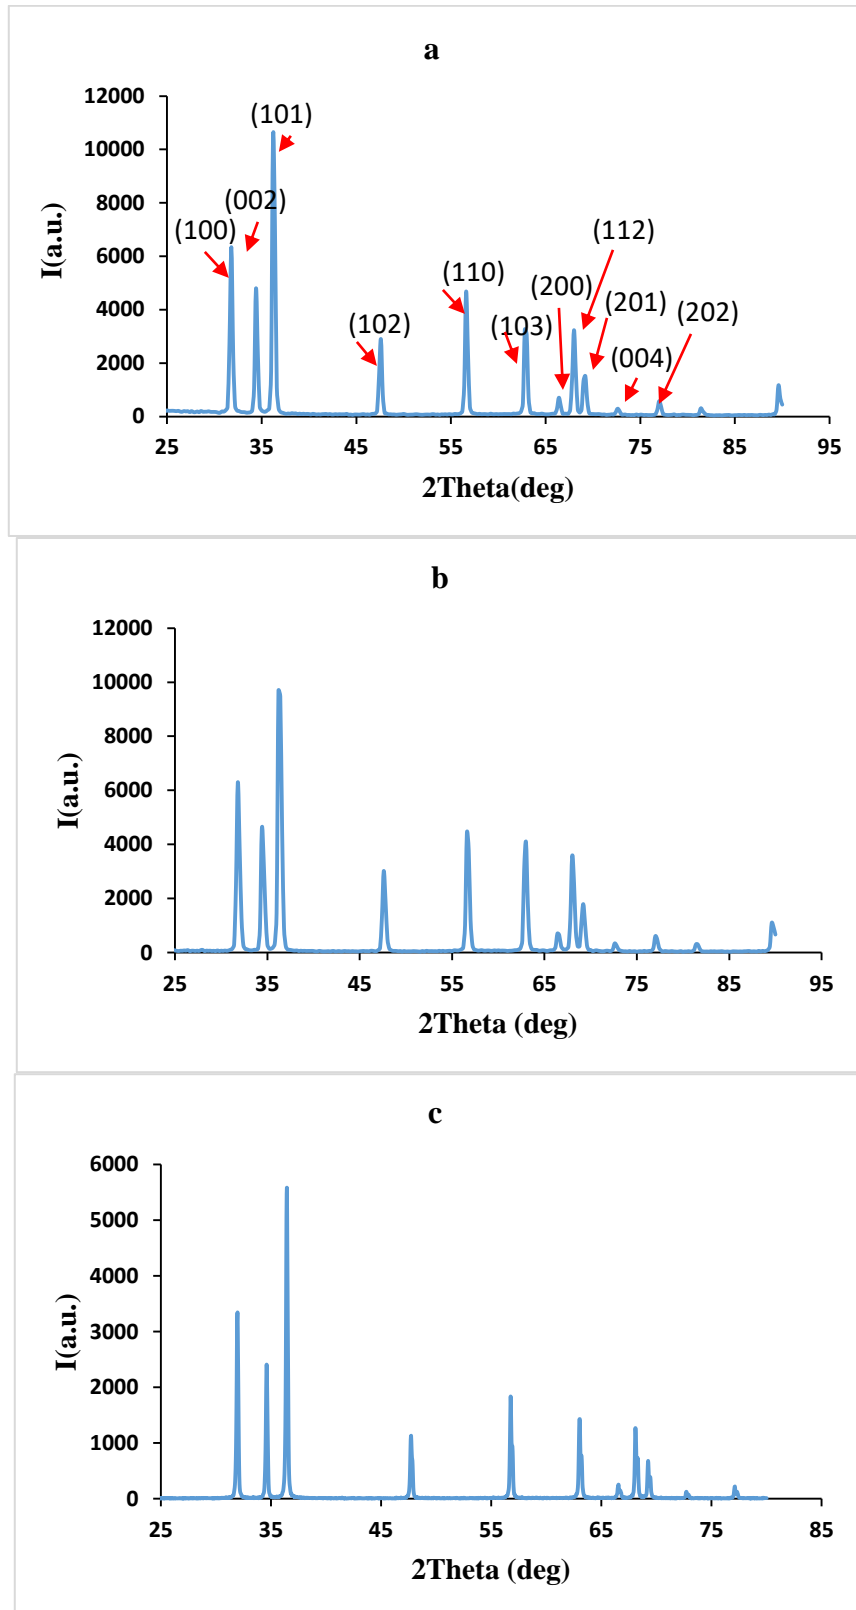 a
12000
10000
8000
6000
4000
2000
0
I(a.u.)
(100)
(002)
(101)
(102)
(110)
(103)
(200)
(112)
(201)
(004)
(202)
25 35 45 55 65 75 85 95
2Theta(deg)
b
12000
10000
8000
6000
4000
2000
0
I(a.u.)
25 35 45 55 65 75 85 95
2Theta (deg)
c
6000
5000
4000
3000
2000
1000
0
I(a.u.)
25 35 45 55 65 75 85
2Theta (deg)